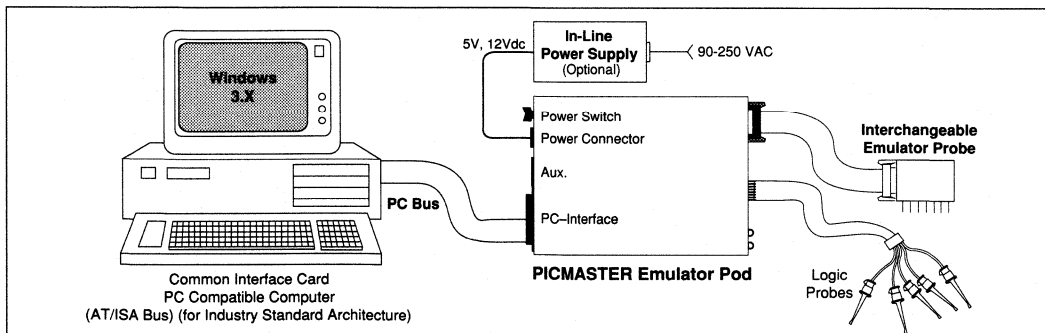 Windows
3.X
Common Interface Card
PC Compatible Computer
(AT/ISA Bus) (for Industry Standard Architecture)
PC Bus
5V, 12Vdc
In-Line
Power Supply
(Optional)
90-250 VAC
Power Switch
Power Connector
Aux.
PC–Interface
PICMASTER Emulator Pod
Interchangeable
Emulator Probe
Logic
Probes